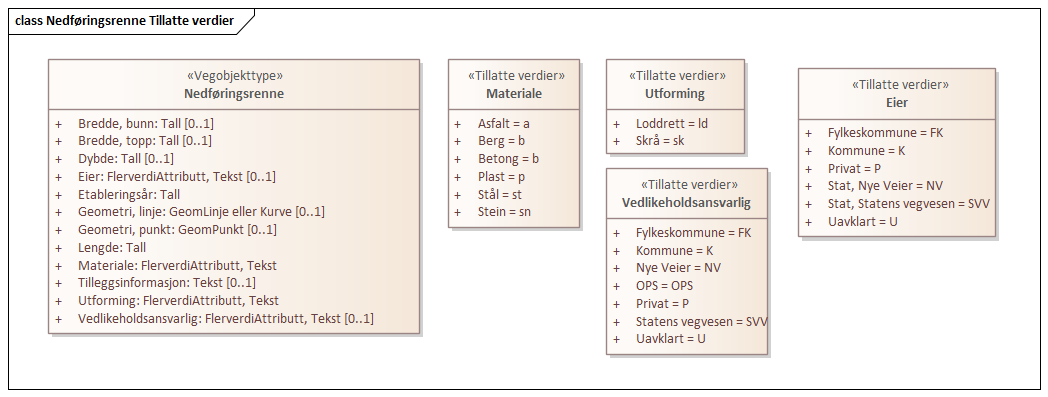 class Nedføringsrenne Tillatte verdier
«Vegobjekttype»
Nedføringsrenne
+ Bredde, bunn: Tall [0..1]
+ Bredde, topp: Tall [0..1]
+ Dybde: Tall [0..1]
+ Eier: FlerverdiAttributt, Tekst [0..1]
+ Etableringsår: Tall
+ Geometri, linje: GeomLinje eller Kurve [0..1]
+ Geometri, punkt: GeomPunkt [0..1]
+ Lengde: Tall
+ Materiale: FlerverdiAttributt, Tekst
+ Tilleggsinformasjon: Tekst [0..1]
+ Utforming: FlerverdiAttributt, Tekst
+ Vedlikeholdsansvarlig: FlerverdiAttributt, Tekst [0..1]
«Tillatte verdier»
Materiale
+ Asfalt = a
+ Berg = b
+ Betong = b
+ Plast = p
+ Stål = st
+ Stein = sn
«Tillatte verdier»
Utforming
+ Loddrett = ld
+ Skrå = sk
«Tillatte verdier»
Vedlikeholdsansvarlig
+ Fylkeskommune = FK
+ Kommune = K
+ Nye Veier = NV
+ OPS = OPS
+ Privat = P
+ Statens vegvesen = SVV
+ Uavklart = U
«Tillatte verdier»
Eier
+ Fylkeskommune = FK
+ Kommune = K
+ Privat = P
+ Stat, Nye Veier = NV
+ Stat, Statens vegvesen = SVV
+ Uavklart = U